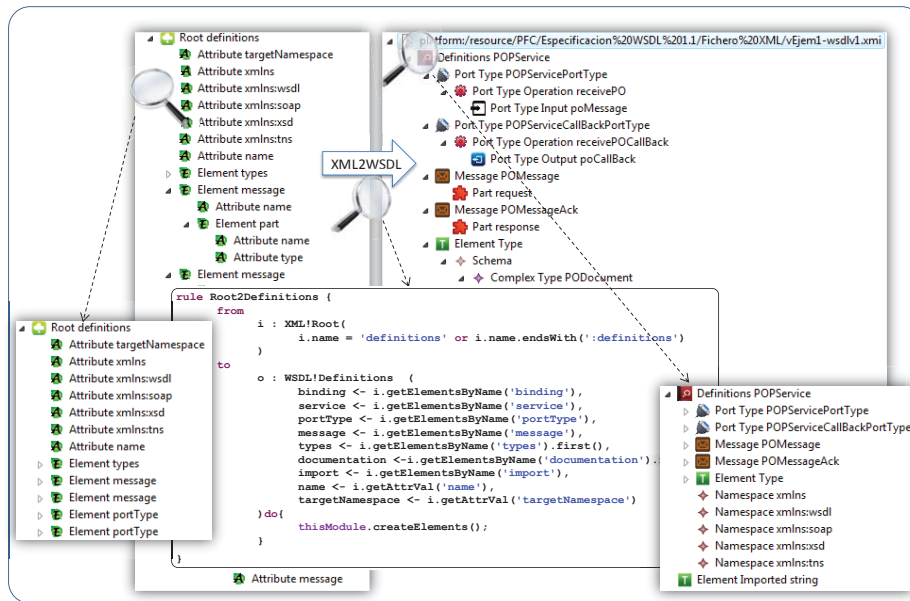 Root definitions
Attribute targetNamespace
Attribute xmlns
Attribute xmlns:wsdl
Attribute xmlns:soap
Attribute xmlns:xsd
Attribute xmlns:tns
Attribute name
Element types
Element message
Attribute name
Element part
Attribute name
Attribute type
Element message
XML2WSDL
platform:/resource/PFC/Especificacion%20WSDL%201.1/Fichero%20XML/vEjem1-wsdlv1.xmi
Definitions POPService
Port Type POPServicePortType
Port Type Operation receivePO
Port Type Input poMessage
Port Type POPServiceCallBackPortType
Port Type Operation receivePOCallBack
Port Type Output poCallBack
Message POMessage
Part request
Message POMessageAck
Part response
Element Type
Schema
Complex Type PODocument
rule Root2Definitions {
from
i : XML!Root(
i.name = 'definitions' or i.name.endsWith(':definitions')
)
to
o : WSDL!Definitions (
binding <- i.getElementsByName('binding'),
service <- i.getElementsByName('service'),
portType <- i.getElementsByName('portType'),
message <- i.getElementsByName('message'),
types <- i.getElementsByName('types').first(),
documentation <-i.getElementsByName('documentation').
import <- i.getElementsByName('import'),
name <- i.getAttrVal('name'),
targetNamespace <- i.getAttrVal('targetNamespace')
)do{
thisModule.createElements();
}
}
Attribute message
Root definitions
Attribute targetNamespace
Attribute xmlns
Attribute xmlns:wsdl
Attribute xmlns:soap
Attribute xmlns:xsd
Attribute xmlns:tns
Attribute name
Element types
Element message
Element message
Element portType
Element portType
Definitions POPService
Port Type POPServicePortType
Port Type POPServiceCallBackPortType
Message POMessage
Message POMessageAck
Element Type
Namespace xmlns
Namespace xmlns:wsdl
Namespace xmlns:soap
Namespace xmlns:xsd
Namespace xmlns:tns
Element Imported string